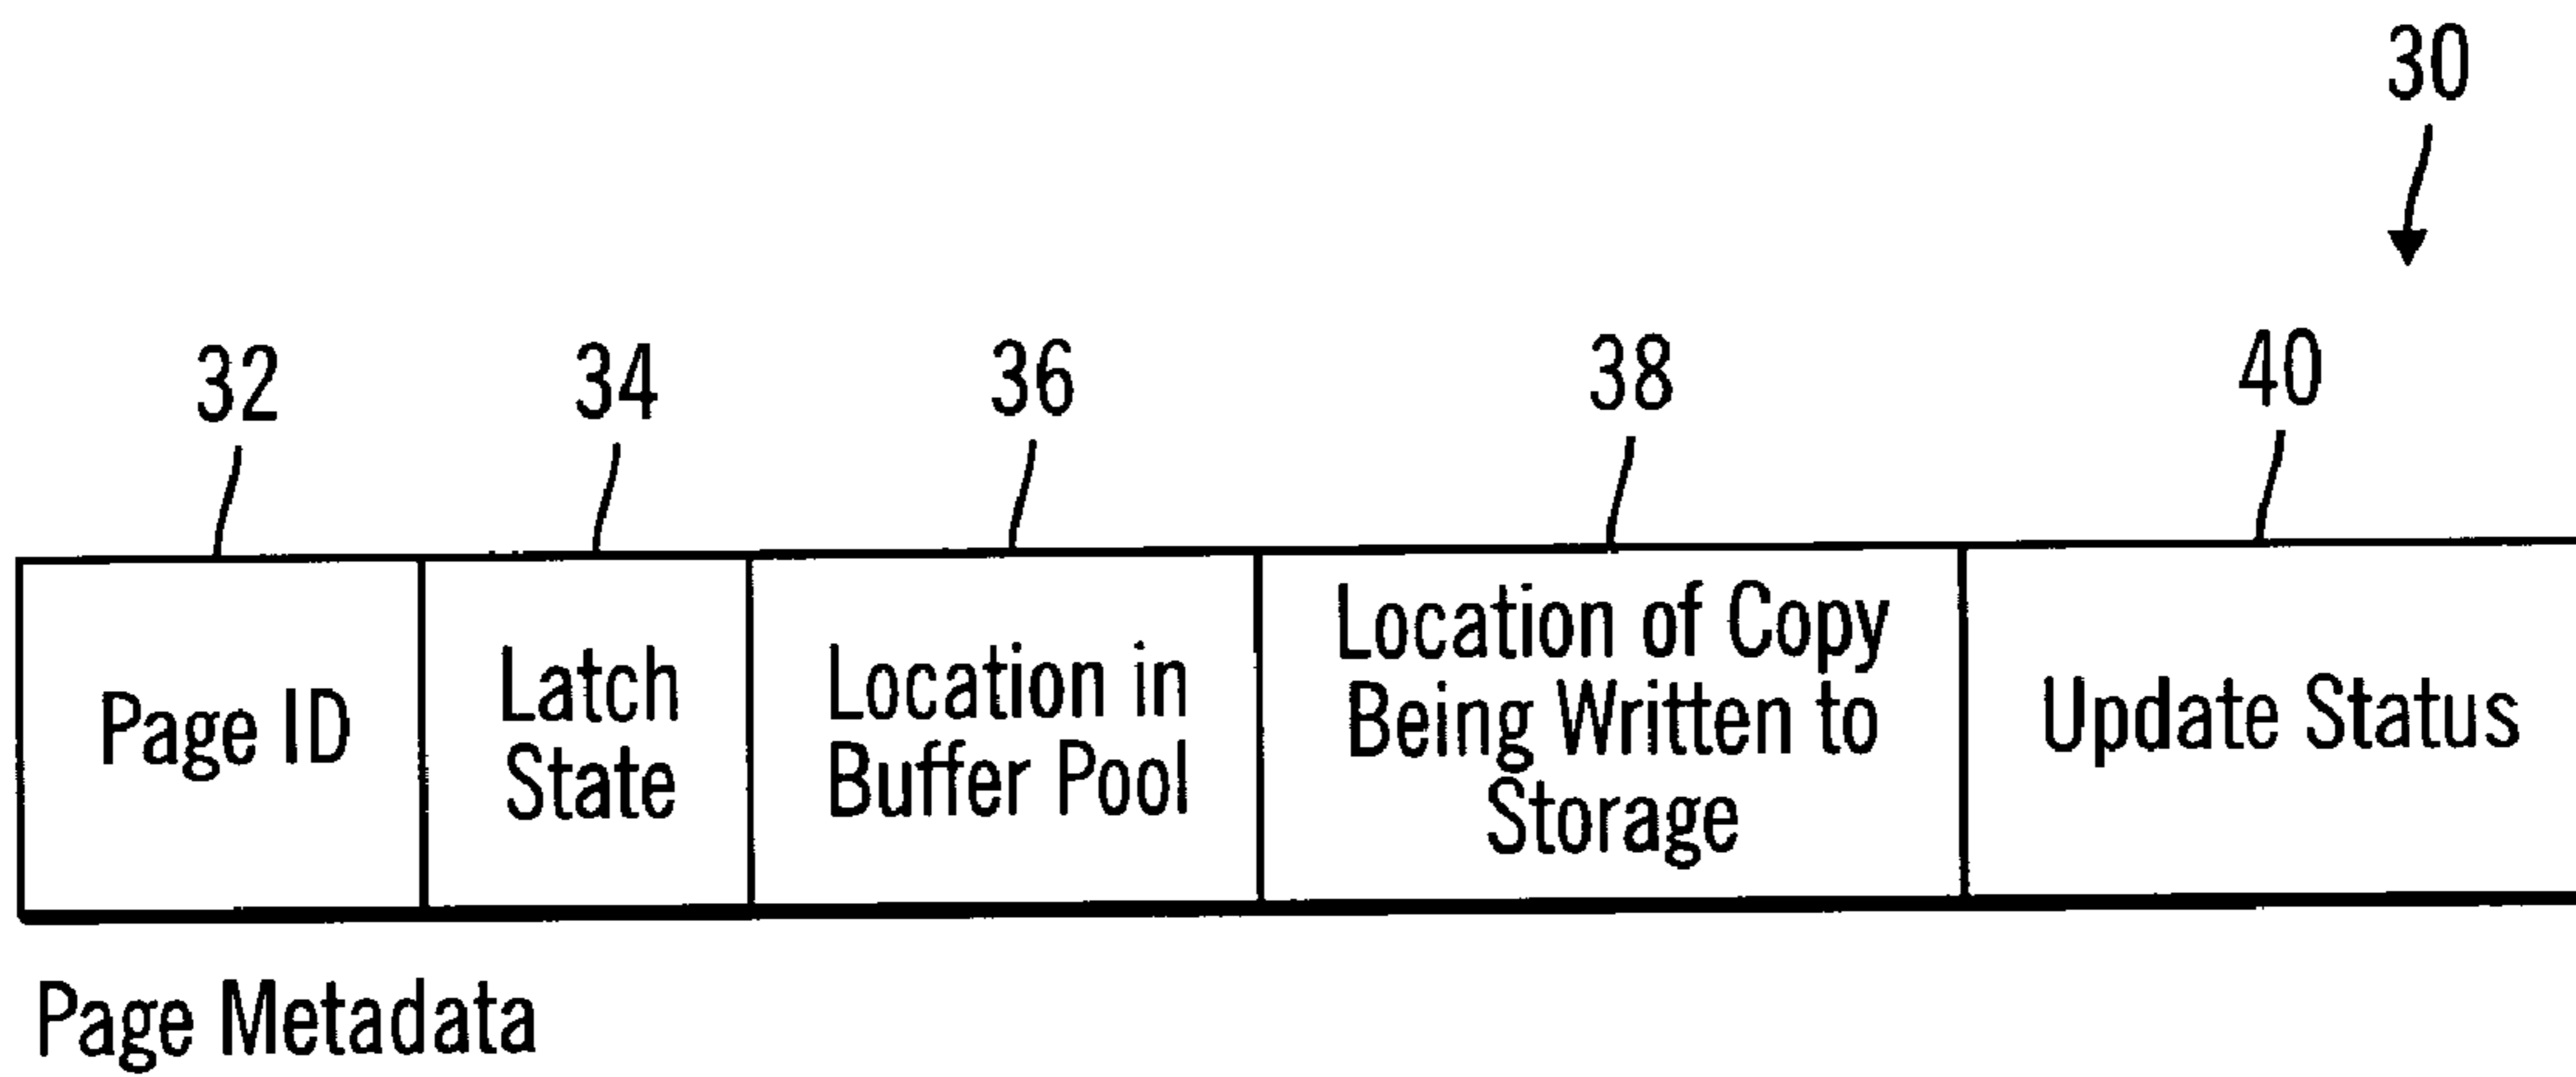 30
32
34
36
38
40
Page ID
Latch
State
Location in
Buffer Pool
Location of Copy
Being Written to
Storage
Update Status
Page Metadata